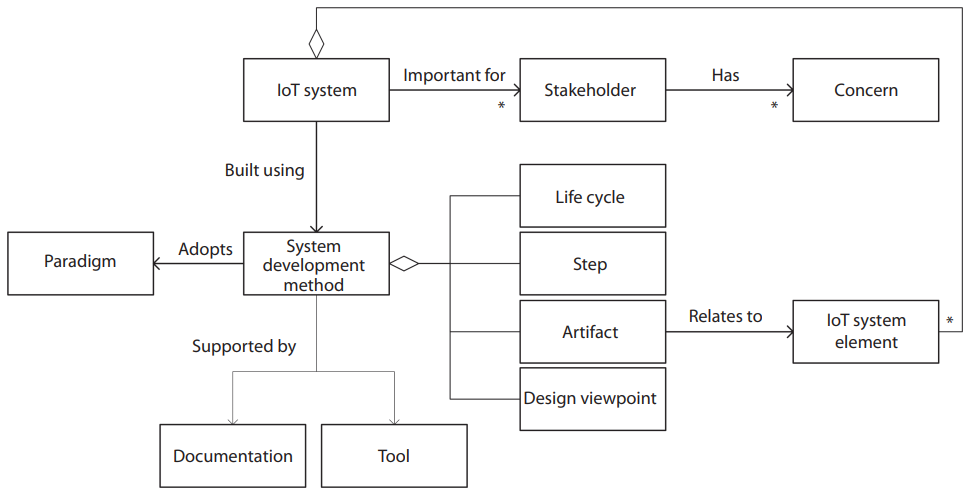 IoT system
Important for
*
Stakeholder
Has
*
Concern
Built using
Life cycle
Paradigm
Adopts
System
development
method
Step
Supported by
Artifact
Relates to
IoT system
element
*
Design viewpoint
Documentation
Tool